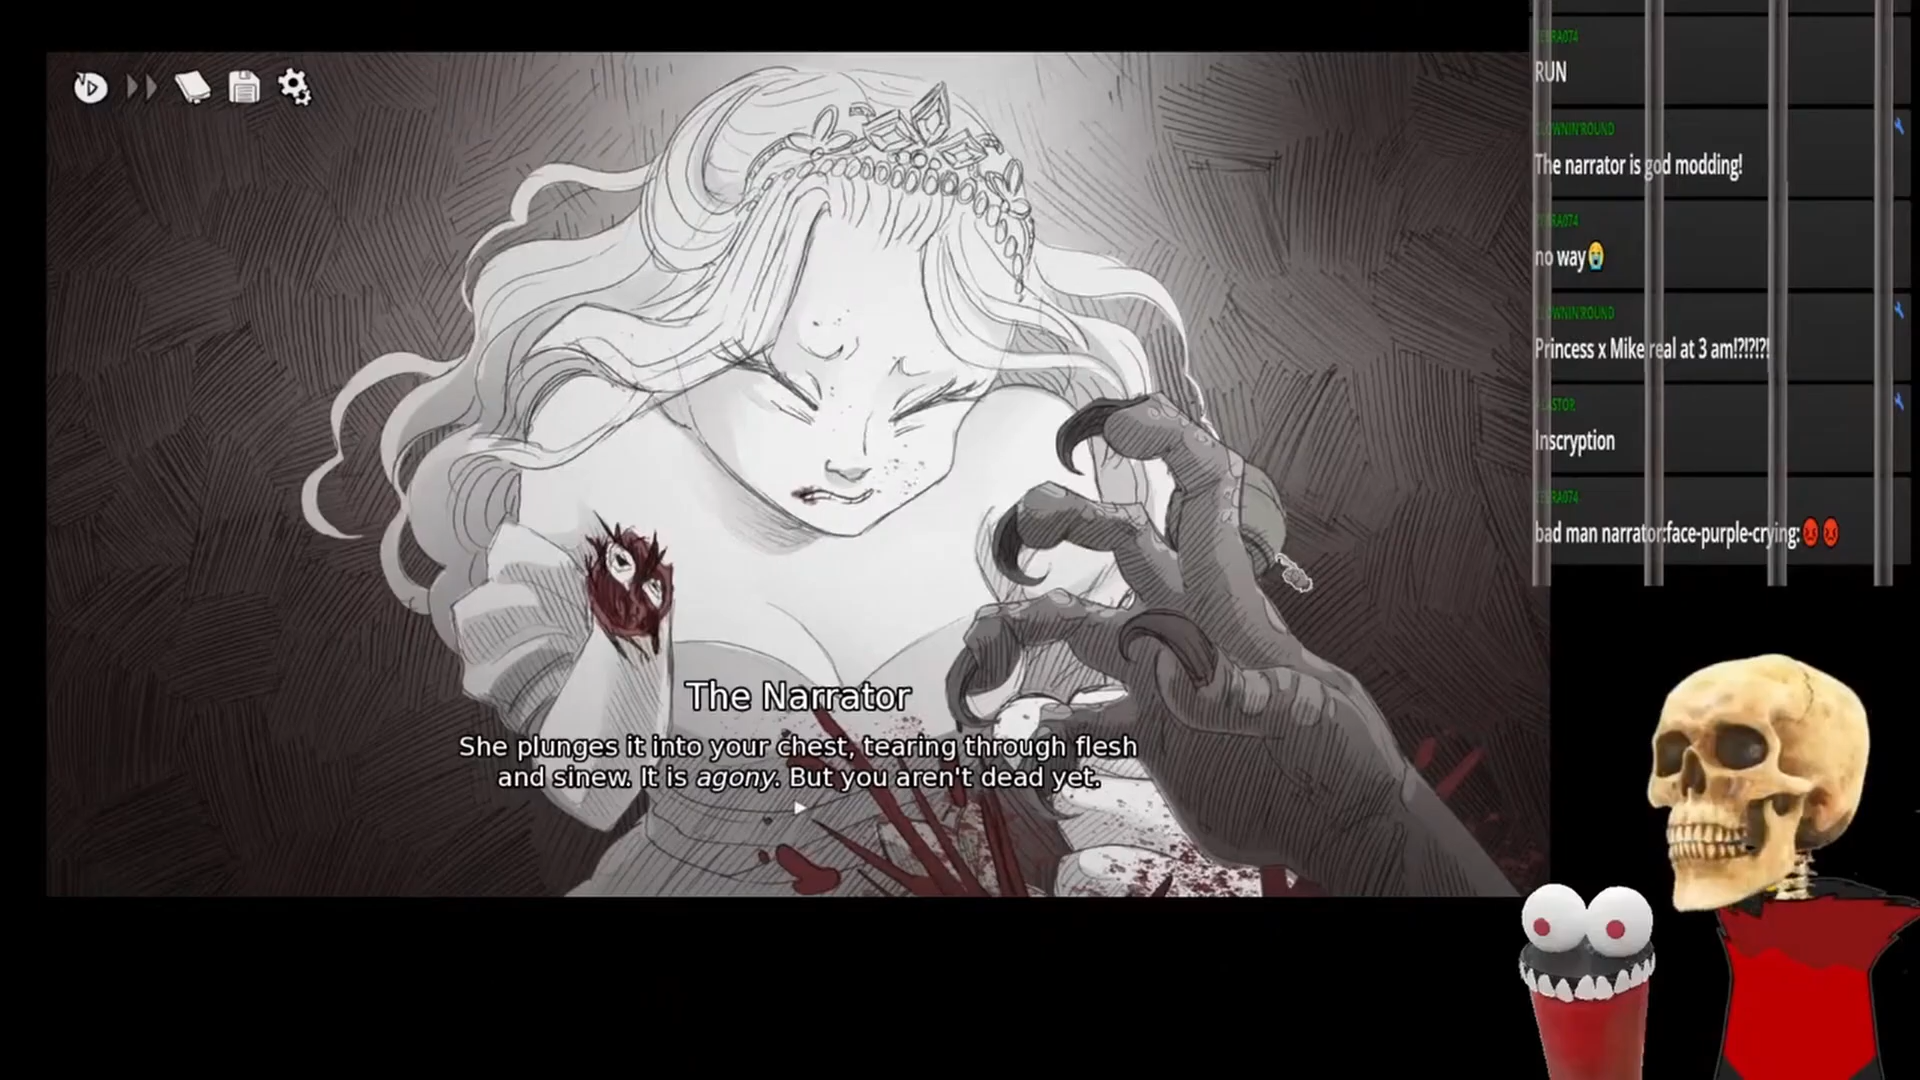 RUN
The narrator is god modding!
no way
Princess x Mike real at 3 am!?!?!?!
Inscryption
bad man narrator:face-purple-crying:
The Narrator
She plunges it into your chest, tearing through flesh
and sinew. It is agony. But you aren't dead yet.